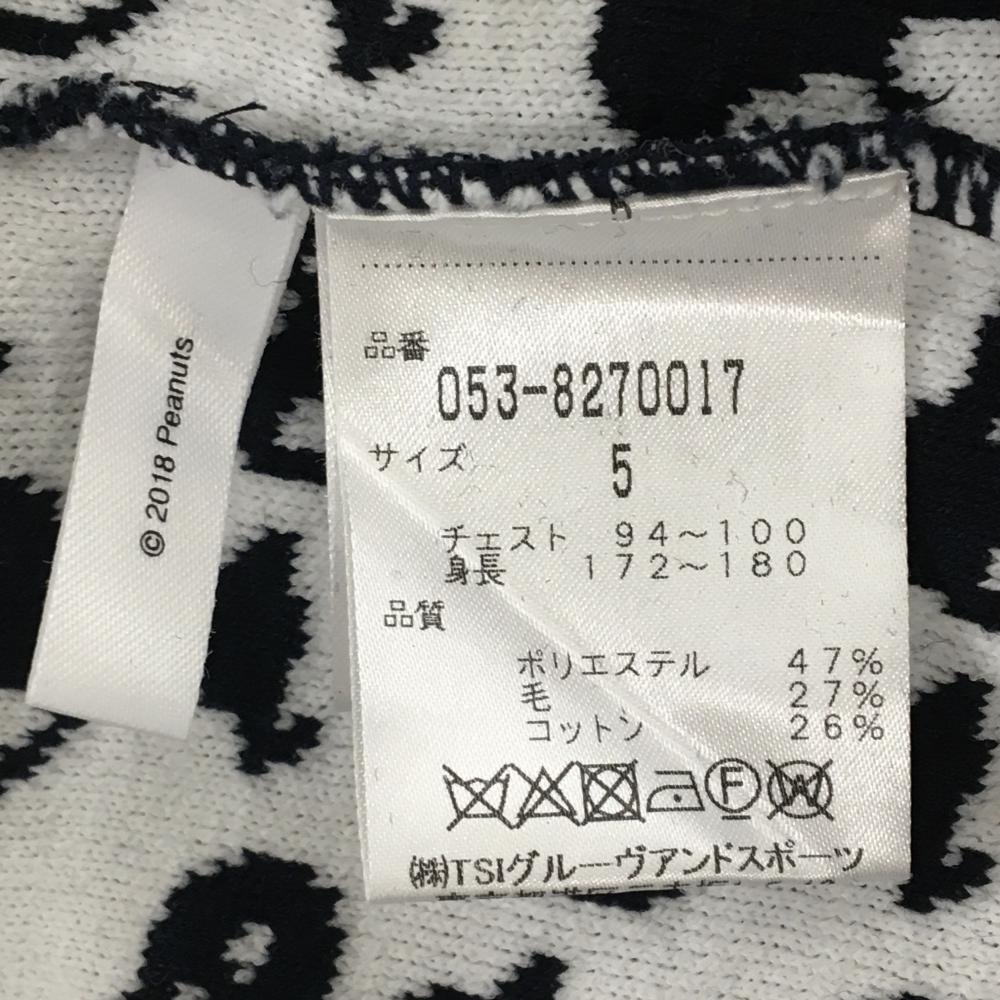 © 2018 Peanuts
品番
053-8270017
サイズ 5
チェスト 94～100
身長 172～180
品質
ポリエステル 47%
毛 27%
コットン 26%
F W
㈱TSIグルーヴアンドスポーツ